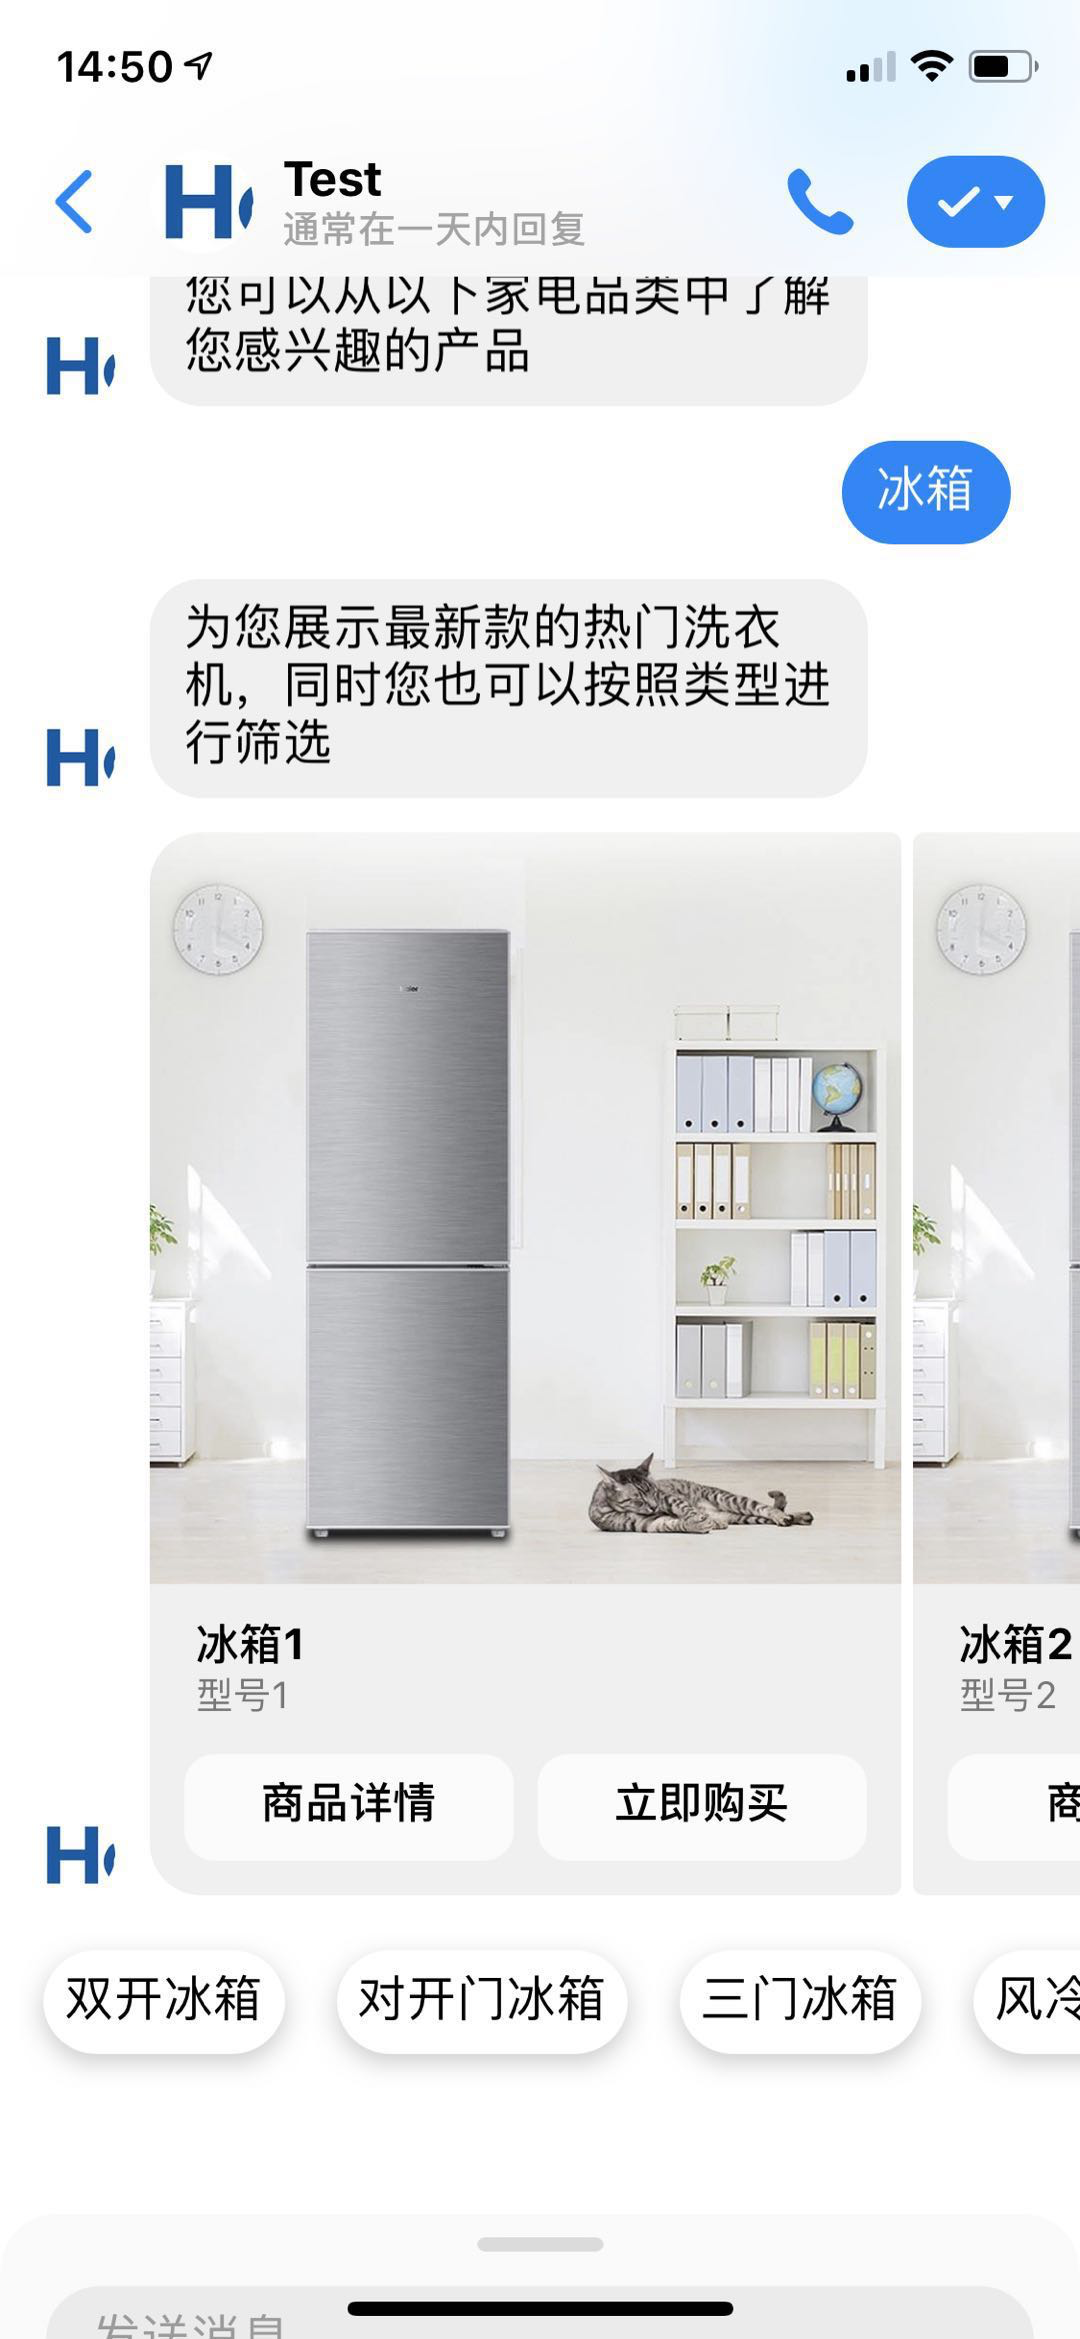 14:50
Test
通常在一天内回复
您可以从以下家电品类中了解
您感兴趣的产品
冰箱
为您展示最新款的热门洗衣
机，同时您也可以按照类型进
行筛选
冰箱1
型号1
商品详情
立即购买
冰箱2
型号2
商
双开冰箱
对开门冰箱
三门冰箱
风冷
发送消息